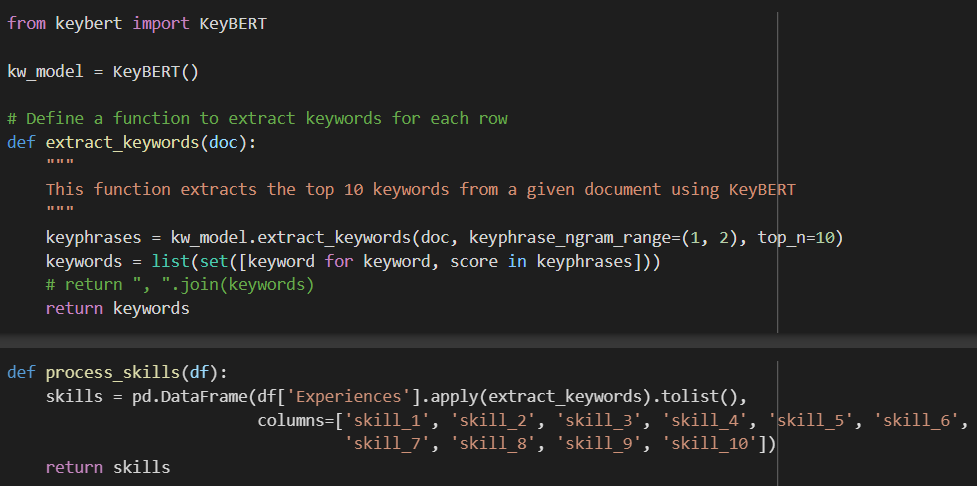 from keybert import KeyBERT
kw_model = KeyBERT()
# Define a function to extract keywords for each row
def extract_keywords(doc):
    """
    This function extracts the top 10 keywords from a given document using KeyBERT
    """
    keyphrases = kw_model.extract_keywords(doc, keyphrase_ngram_range=(1, 2), top_n=10)
    keywords = list(set([keyword for keyword, score in keyphrases]))
    # return ", ".join(keywords)
    return keywords
def process_skills(df):
    skills = pd.DataFrame(df['Experiences'].apply(extract_keywords).tolist(),
                          columns=['skill_1', 'skill_2', 'skill_3', 'skill_4', 'skill_5', 'skill_6',
                                   'skill_7', 'skill_8', 'skill_9', 'skill_10'])
    return skills